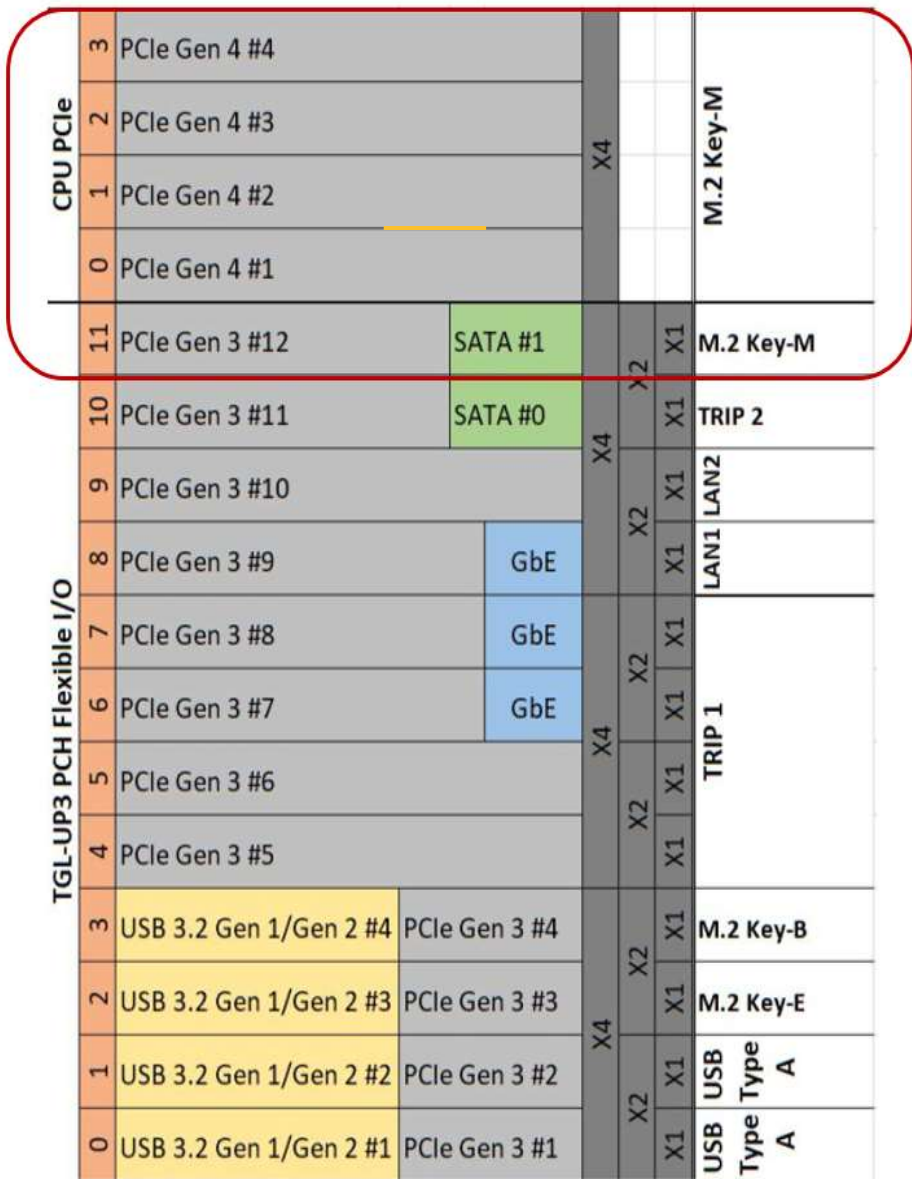 CPU PCIe
3 PCIe Gen 4 #4
2 PCIe Gen 4 #3
1 PCIe Gen 4 #2
0 PCIe Gen 4 #1
X4
M.2 Key-M
TGL-UP3 PCH Flexible I/O
11 PCIe Gen 3 #12 SATA #1 X1 M.2 Key-M
X2
10 PCIe Gen 3 #11 SATA #0 X1 TRIP 2
X4
9 PCIe Gen 3 #10 X1 LAN2
X2
8 PCIe Gen 3 #9 GbE X1 LAN1
7 PCIe Gen 3 #8 GbE X1
X2
6 PCIe Gen 3 #7 GbE X1
X4
TRIP 1
5 PCIe Gen 3 #6 X1
X2
4 PCIe Gen 3 #5 X1
3 USB 3.2 Gen 1/Gen 2 #4 PCIe Gen 3 #4 X1 M.2 Key-B
X2
2 USB 3.2 Gen 1/Gen 2 #3 PCIe Gen 3 #3 X1 M.2 Key-E
X4
1 USB 3.2 Gen 1/Gen 2 #2 PCIe Gen 3 #2 X1 USB Type A
X2
0 USB 3.2 Gen 1/Gen 2 #1 PCIe Gen 3 #1 X1 USB Type A